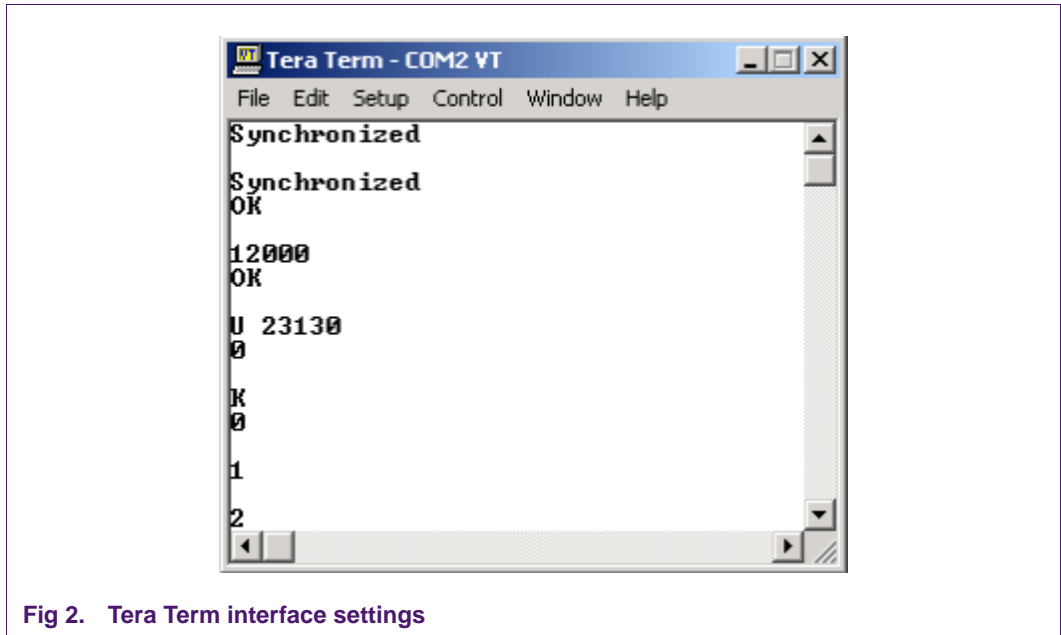 Tera Term - COM2 VT
File Edit Setup Control Window Help
Synchronized
Synchronized
OK
12000
OK
U 23130
0
K
0
1
2
Fig 2. Tera Term interface settings